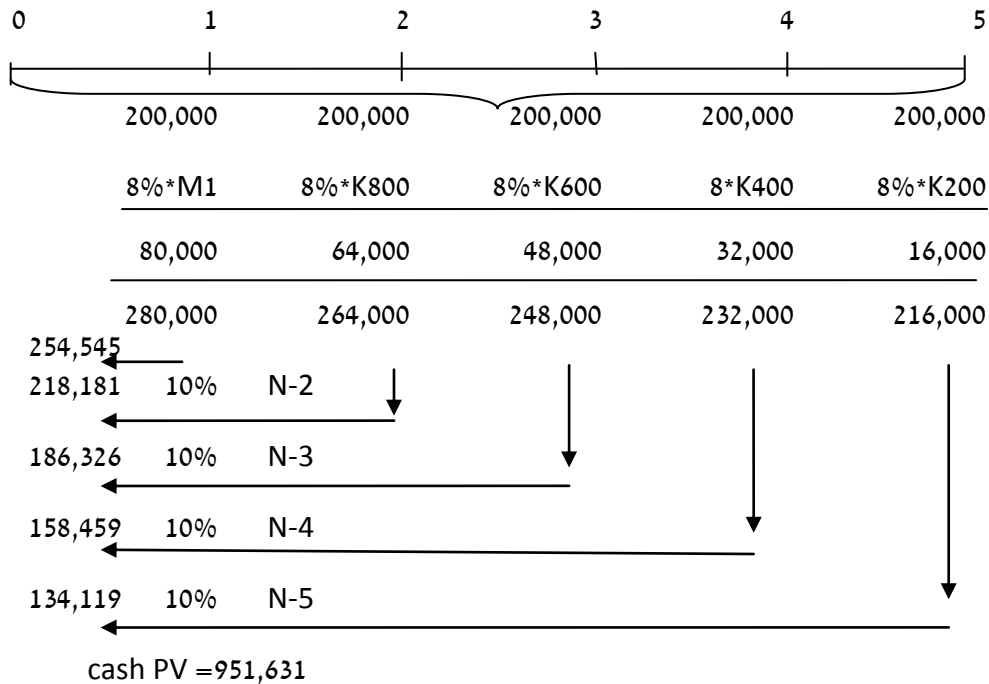 0 1 2 3 4 5
200,000 200,000 200,000 200,000 200,000
8%*M1 8%*K800 8%*K600 8*K400 8%*K200
80,000 64,000 48,000 32,000 16,000
280,000 264,000 248,000 232,000 216,000
254,545
218,181 10% N-2
186,326 10% N-3
158,459 10% N-4
134,119 10% N-5
cash PV =951,631